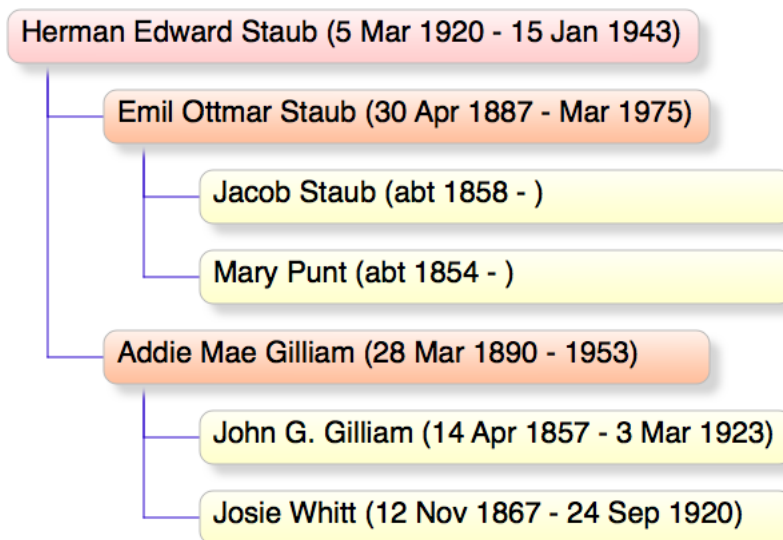 Herman Edward Staub (5 Mar 1920 - 15 Jan 1943)
Emil Ottmar Staub (30 Apr 1887 - Mar 1975)
Jacob Staub (abt 1858 - )
Mary Punt (abt 1854 - )
Addie Mae Gilliam (28 Mar 1890 - 1953)
John G. Gilliam (14 Apr 1857 - 3 Mar 1923)
Josie Whitt (12 Nov 1867 - 24 Sep 1920)